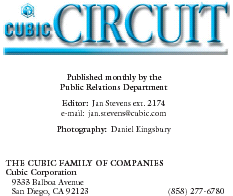 CUBIC CIRCUIT
Published monthly by the
Public Relations Department
Editor: Jan Stevens ext. 2174
e-mail: jan.stevens@cubic.com
Photography: Daniel Kingsbury
THE CUBIC FAMILY OF COMPANIES
Cubic Corporation
9333 Balboa Avenue
San Diego, CA 92123 (858) 277-6780